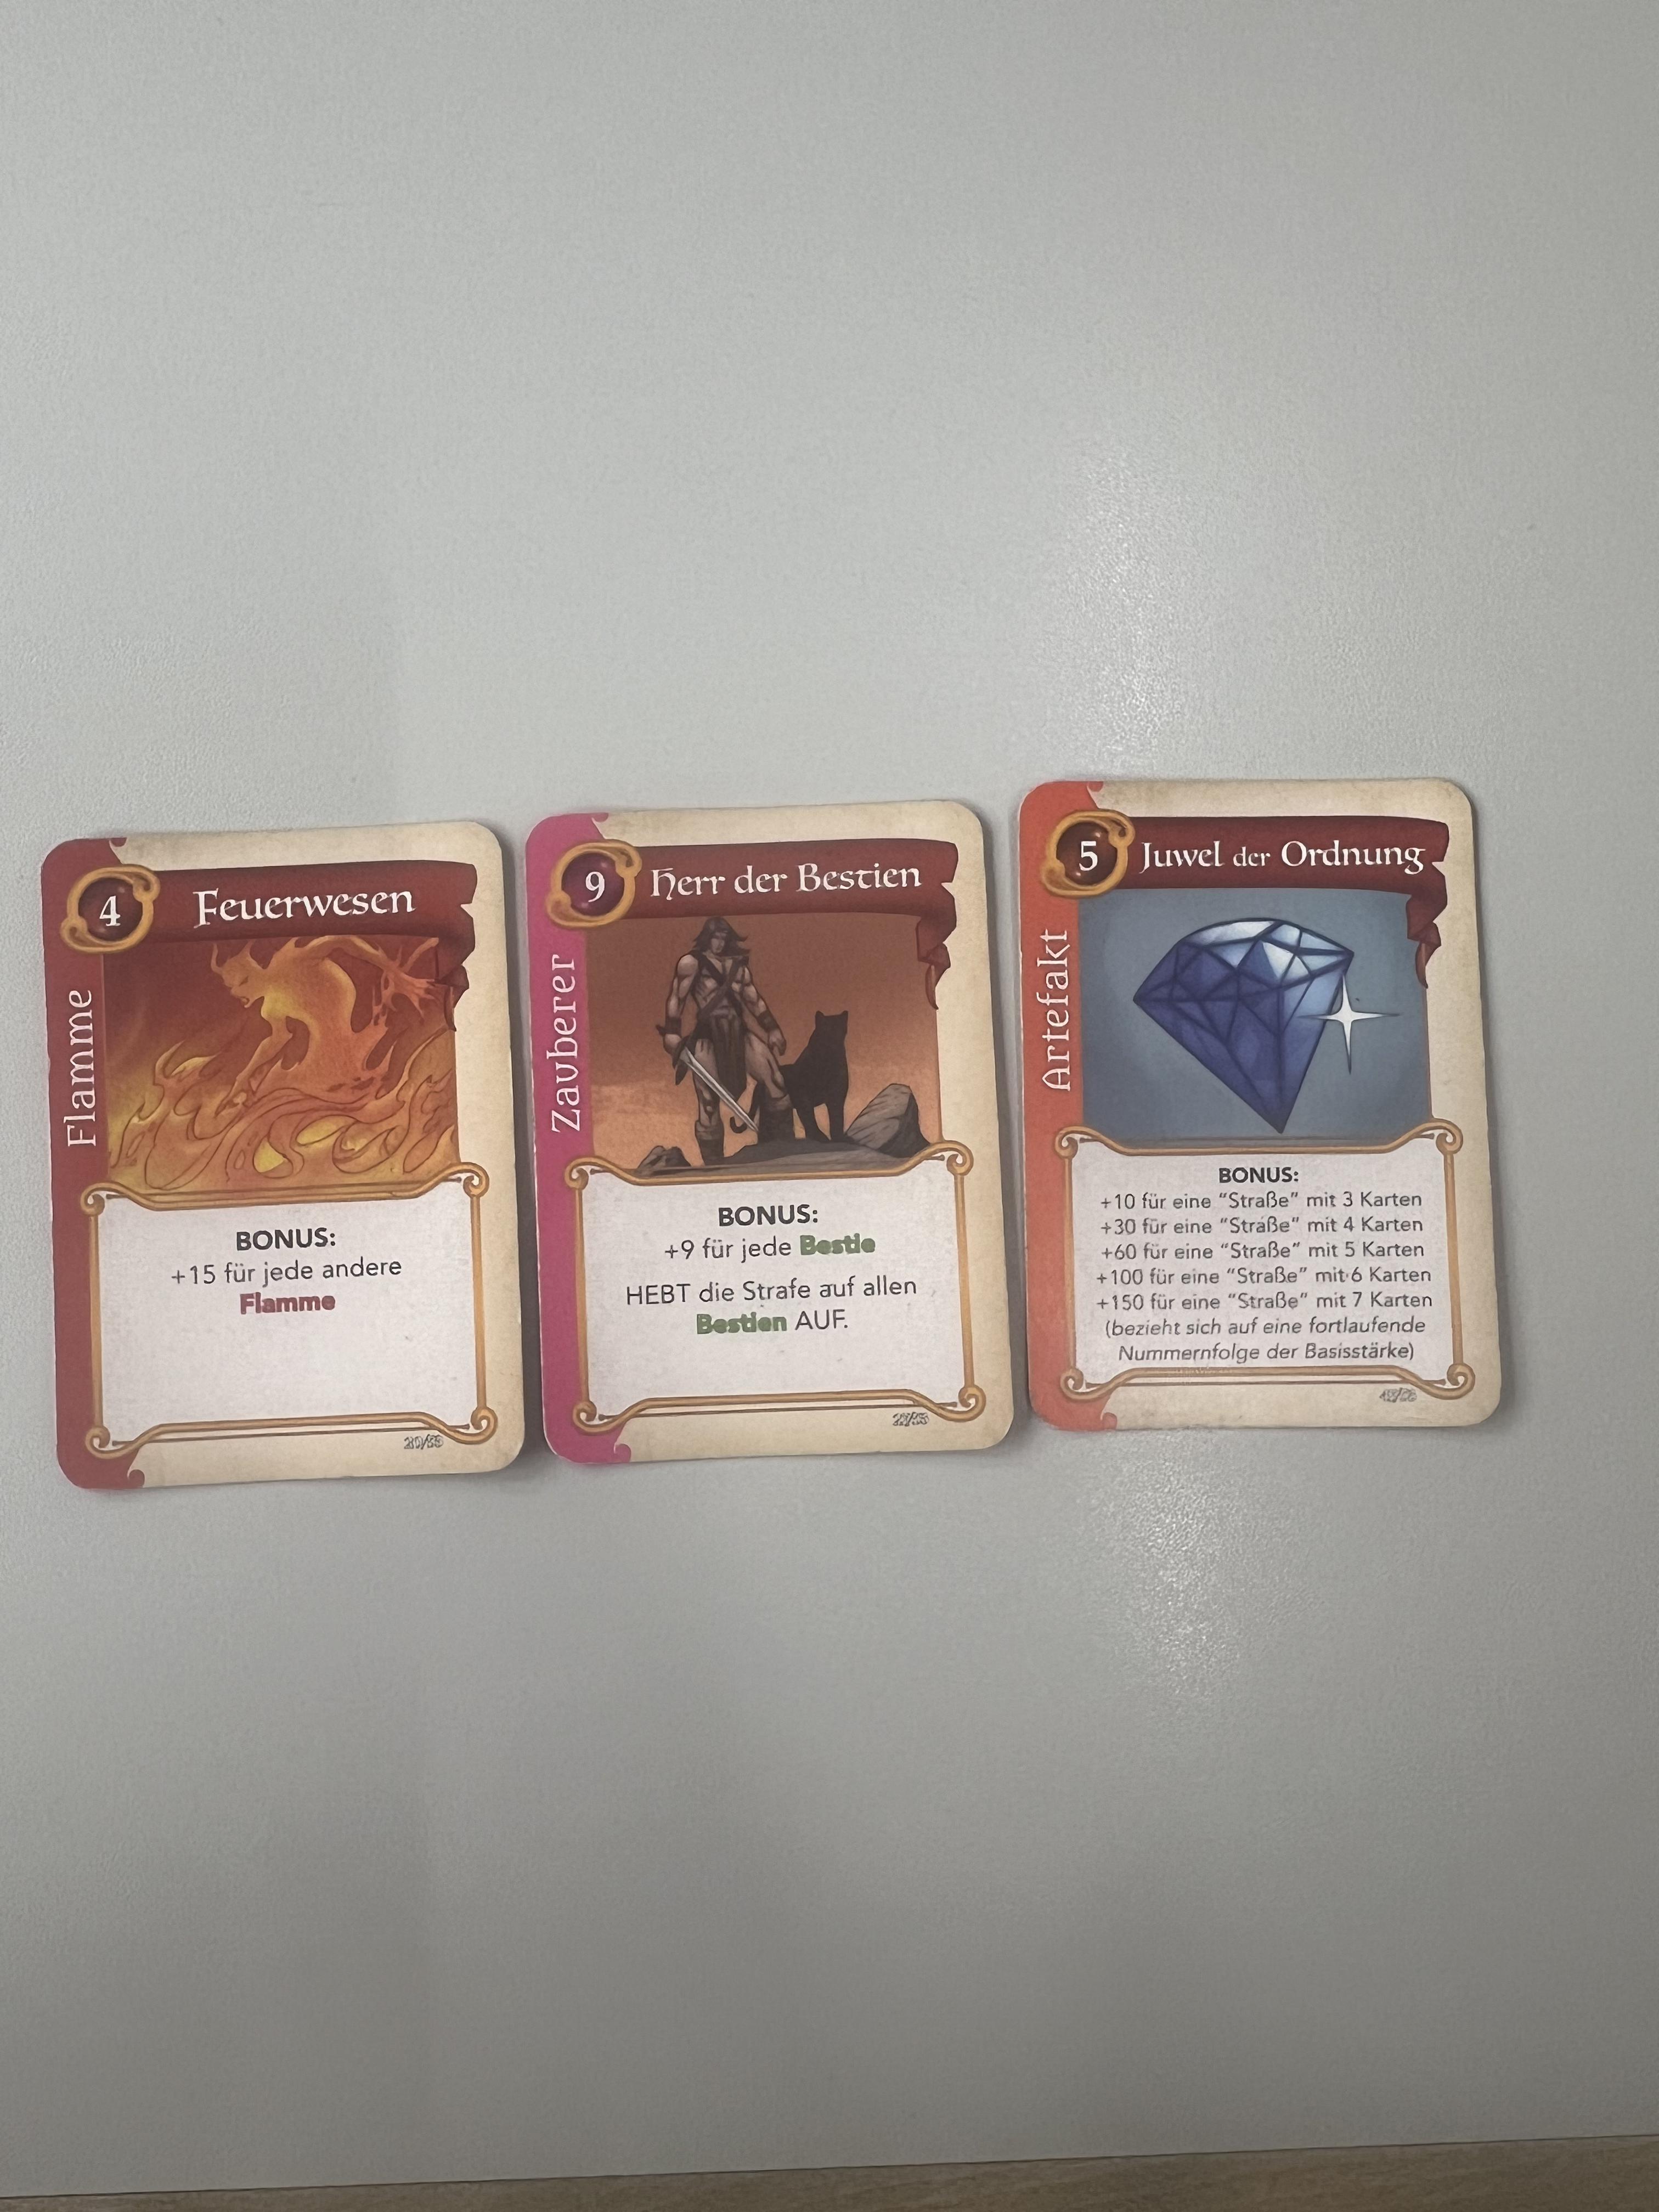 Flamme
4
Feuerwesen
BONUS:
+15 für jede andere
Flamme
Zauberer
9
Herr der Bestien
BONUS:
+9 für jede Bestie
HEBT die Strafe auf allen
Bestien AUF.
Artefakt
5
Juwel der Ordnung
BONUS:
+10 für eine "Straße" mit 3 Karten
+30 für eine "Straße" mit 4 Karten
+60 für eine "Straße" mit 5 Karten
+100 für eine "Straße" mit 6 Karten
+150 für eine "Straße" mit 7 Karten
(bezieht sich auf eine fortlaufende
Nummernfolge der Basisstärke)